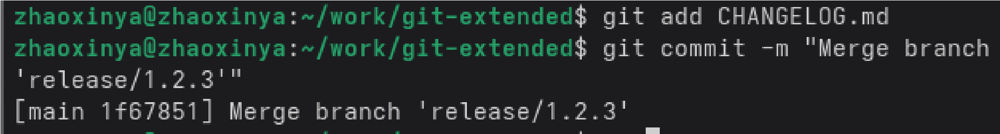 zhaoxinya@zhaoxinya:~/work/git-extended$ git add CHANGELOG.md
zhaoxinya@zhaoxinya:~/work/git-extended$ git commit -m "Merge branch
'release/1.2.3'"
[main 1f67851] Merge branch 'release/1.2.3'